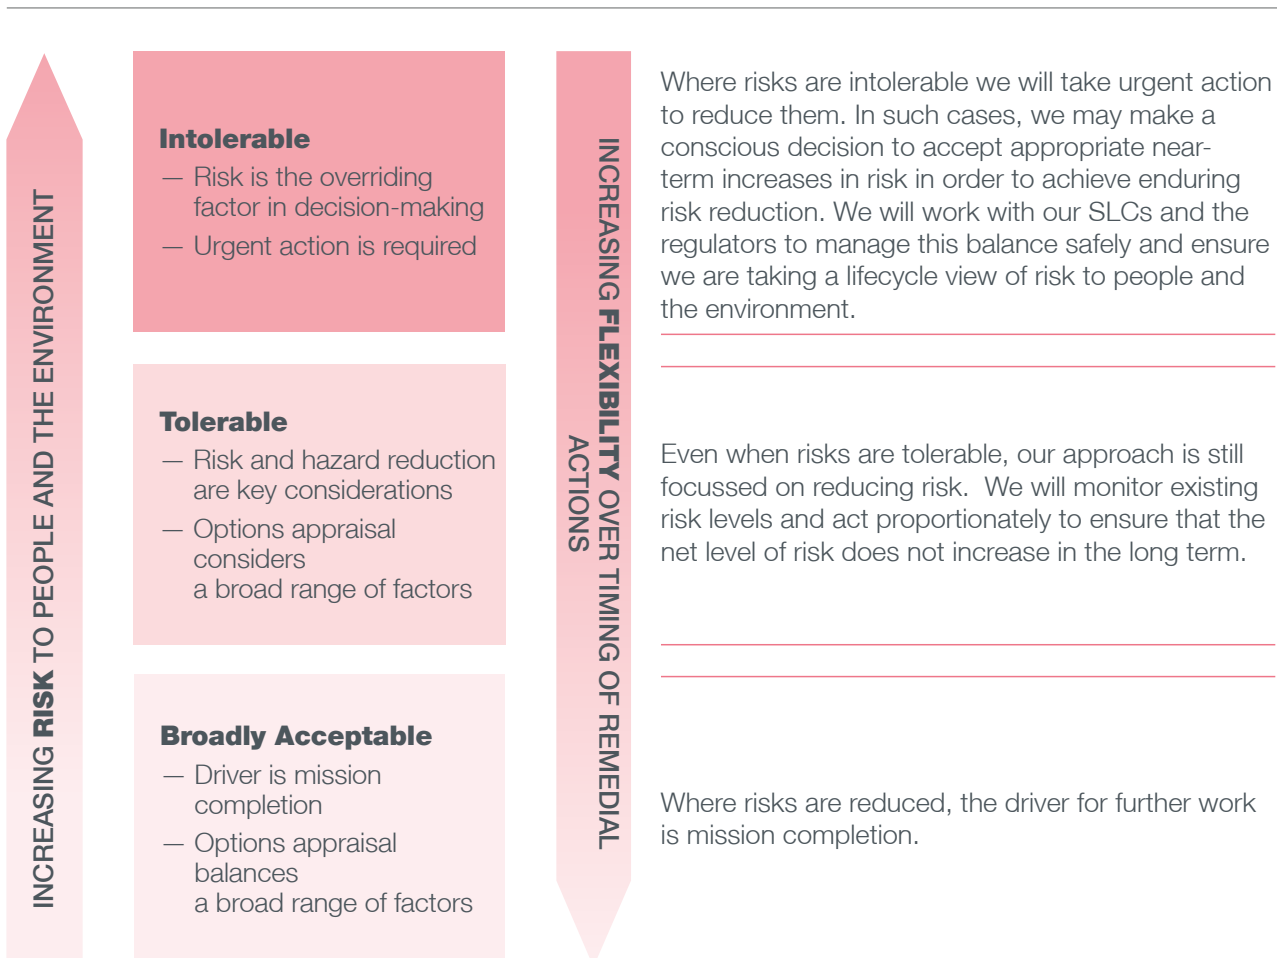 INCREASING RISK TO PEOPLE AND THE ENVIRONMENT
Intolerable
— Risk is the overriding
factor in decision-making
— Urgent action is required
Tolerable
— Risk and hazard reduction
are key considerations
— Options appraisal
considers
a broad range of factors
Broadly Acceptable
— Driver is mission
completion
— Options appraisal
balances
a broad range of factors
INCREASING FLEXIBILITY OVER TIMING OF REMEDIAL
ACTIONS
Where risks are intolerable we will take urgent action
to reduce them. In such cases, we may make a
conscious decision to accept appropriate near-
term increases in risk in order to achieve enduring
risk reduction. We will work with our SLCs and the
regulators to manage this balance safely and ensure
we are taking a lifecycle view of risk to people and
the environment.
Even when risks are tolerable, our approach is still
focussed on reducing risk.  We will monitor existing
risk levels and act proportionately to ensure that the
net level of risk does not increase in the long term.
Where risks are reduced, the driver for further work
is mission completion.